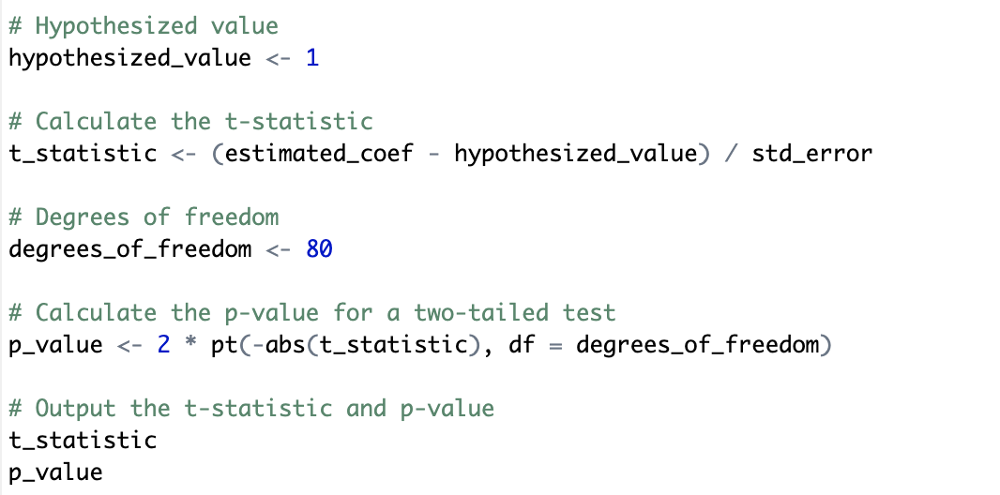 # Hypothesized value
hypothesized_value <- 1
# Calculate the t-statistic
t_statistic <- (estimated_coef - hypothesized_value) / std_error
# Degrees of freedom
degrees_of_freedom <- 80
# Calculate the p-value for a two-tailed test
p_value <- 2 * pt(-abs(t_statistic), df = degrees_of_freedom)
# Output the t-statistic and p-value
t_statistic
p_value